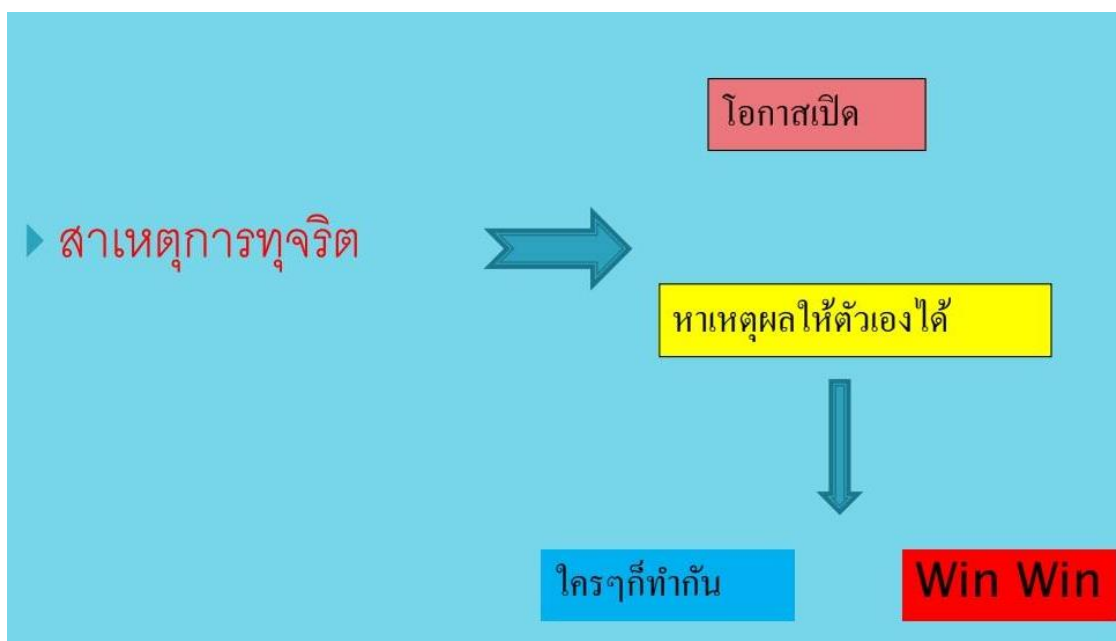 โอกาสเปิด
สาเหตุการทุจริต
หาเหตุผลให้ตัวเองได้
ใครๆก็ทำกัน
Win Win